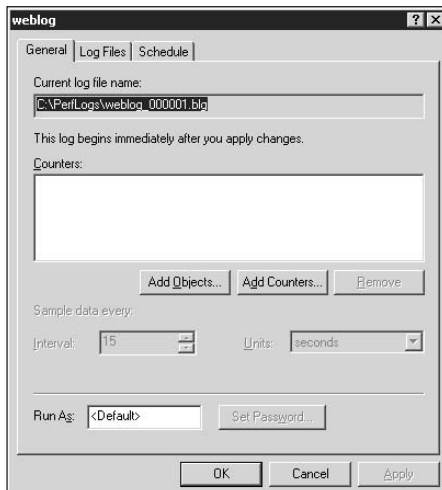 weblog
General Log Files Schedule
Current log file name:
C:\PerfLogs\weblog_000001.blg
This log begins immediately after you apply changes.
Counters:
Add Objects... Add Counters... Remove
Sample data every:
Interval: 15 Units: seconds
Run As: <Default> Set Password...
OK Cancel Apply